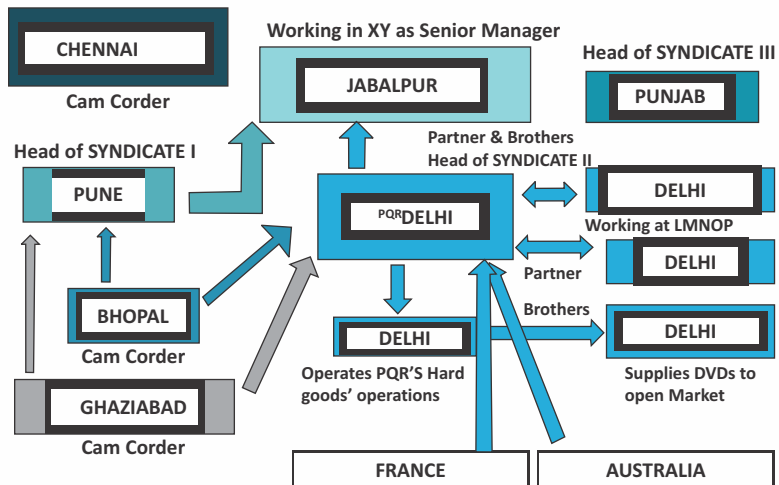 Working in XY as Senior Manager
CHENNAI
Head of SYNDICATE III
JABALPUR
PUNJAB
Cam Corder
Partner & Brothers
Head of SYNDICATE I
Head of SYNDICATE II
PUNE
DELHI
PQRDELHI
Working at LMNOP
DELHI
Partner
BHOPAL
Brothers
DELHI
DELHI
Cam Corder
Operates PQR'S Hard
goods' operations
Supplies DVDs to
open Market
GHAZIABAD
Cam Corder
FRANCE
AUSTRALIA